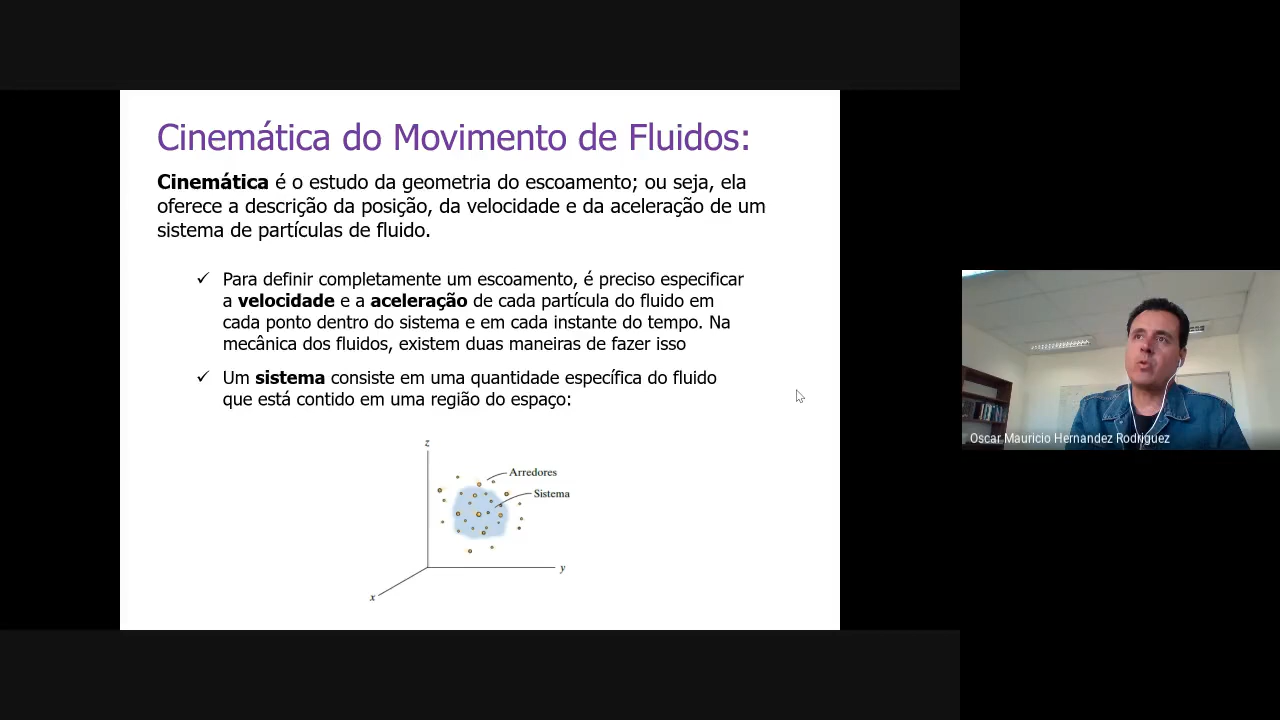 Cinemática do Movimento de Fluidos:
Cinemática é o estudo da geometria do escoamento; ou seja, ela
oferece a descrição da posição, da velocidade e da aceleração de um
sistema de partículas de fluido.
✓ Para definir completamente um escoamento, é preciso especificar
a velocidade e a aceleração de cada partícula do fluido em
cada ponto dentro do sistema e em cada instante do tempo. Na
mecânica dos fluidos, existem duas maneiras de fazer isso
✓ Um sistema consiste em uma quantidade específica do fluido
que está contido em uma região do espaço:
z
Arredores
Sistema
y
x
Oscar Mauricio Hernandez Rodriguez